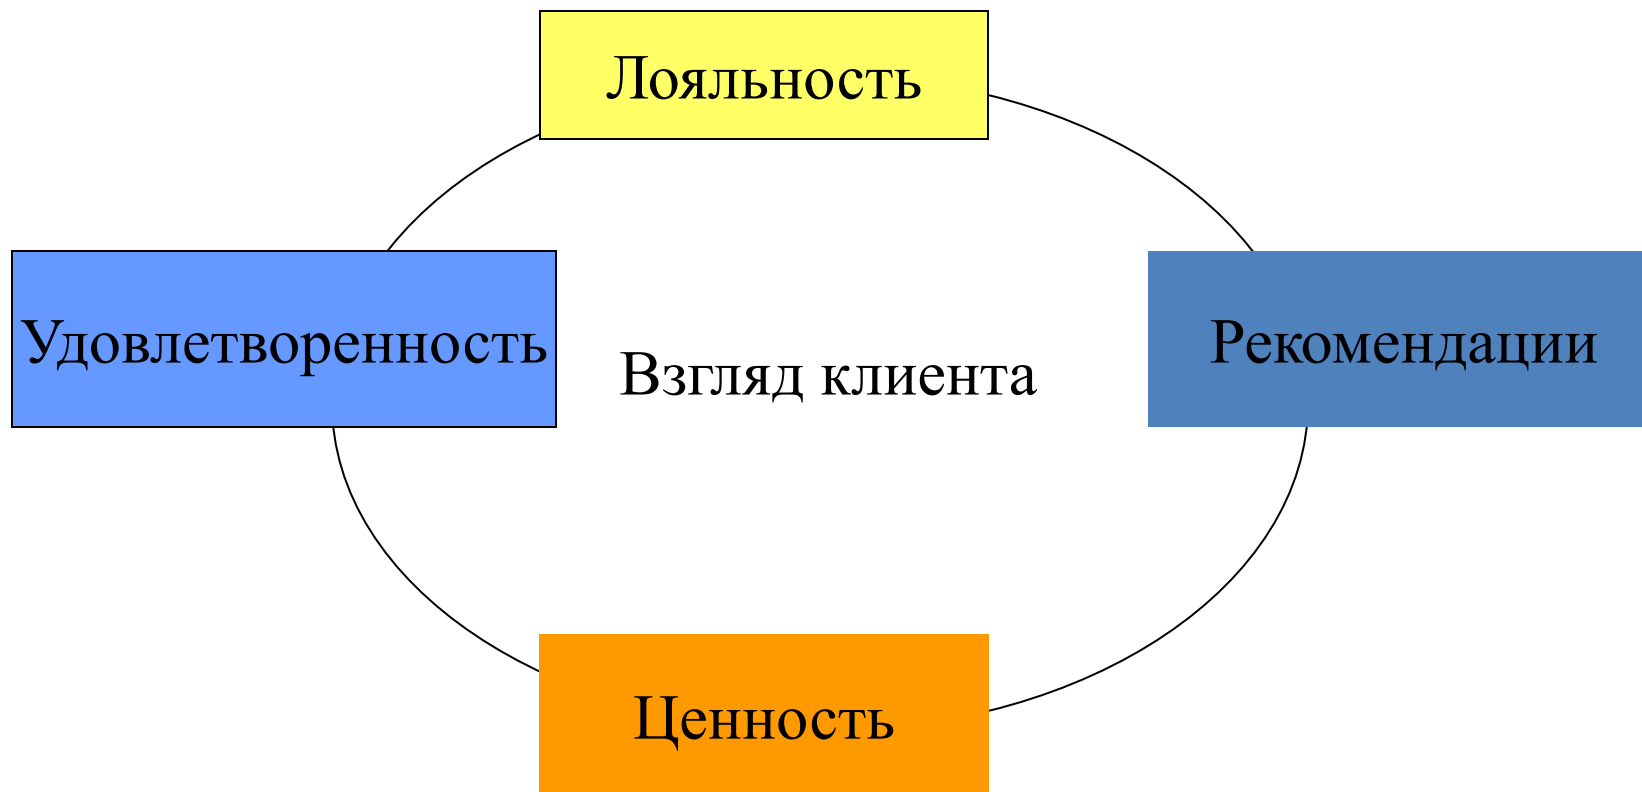 Лояльность
Удовлетворенность
Взгляд клиента
Рекомендации
Ценность